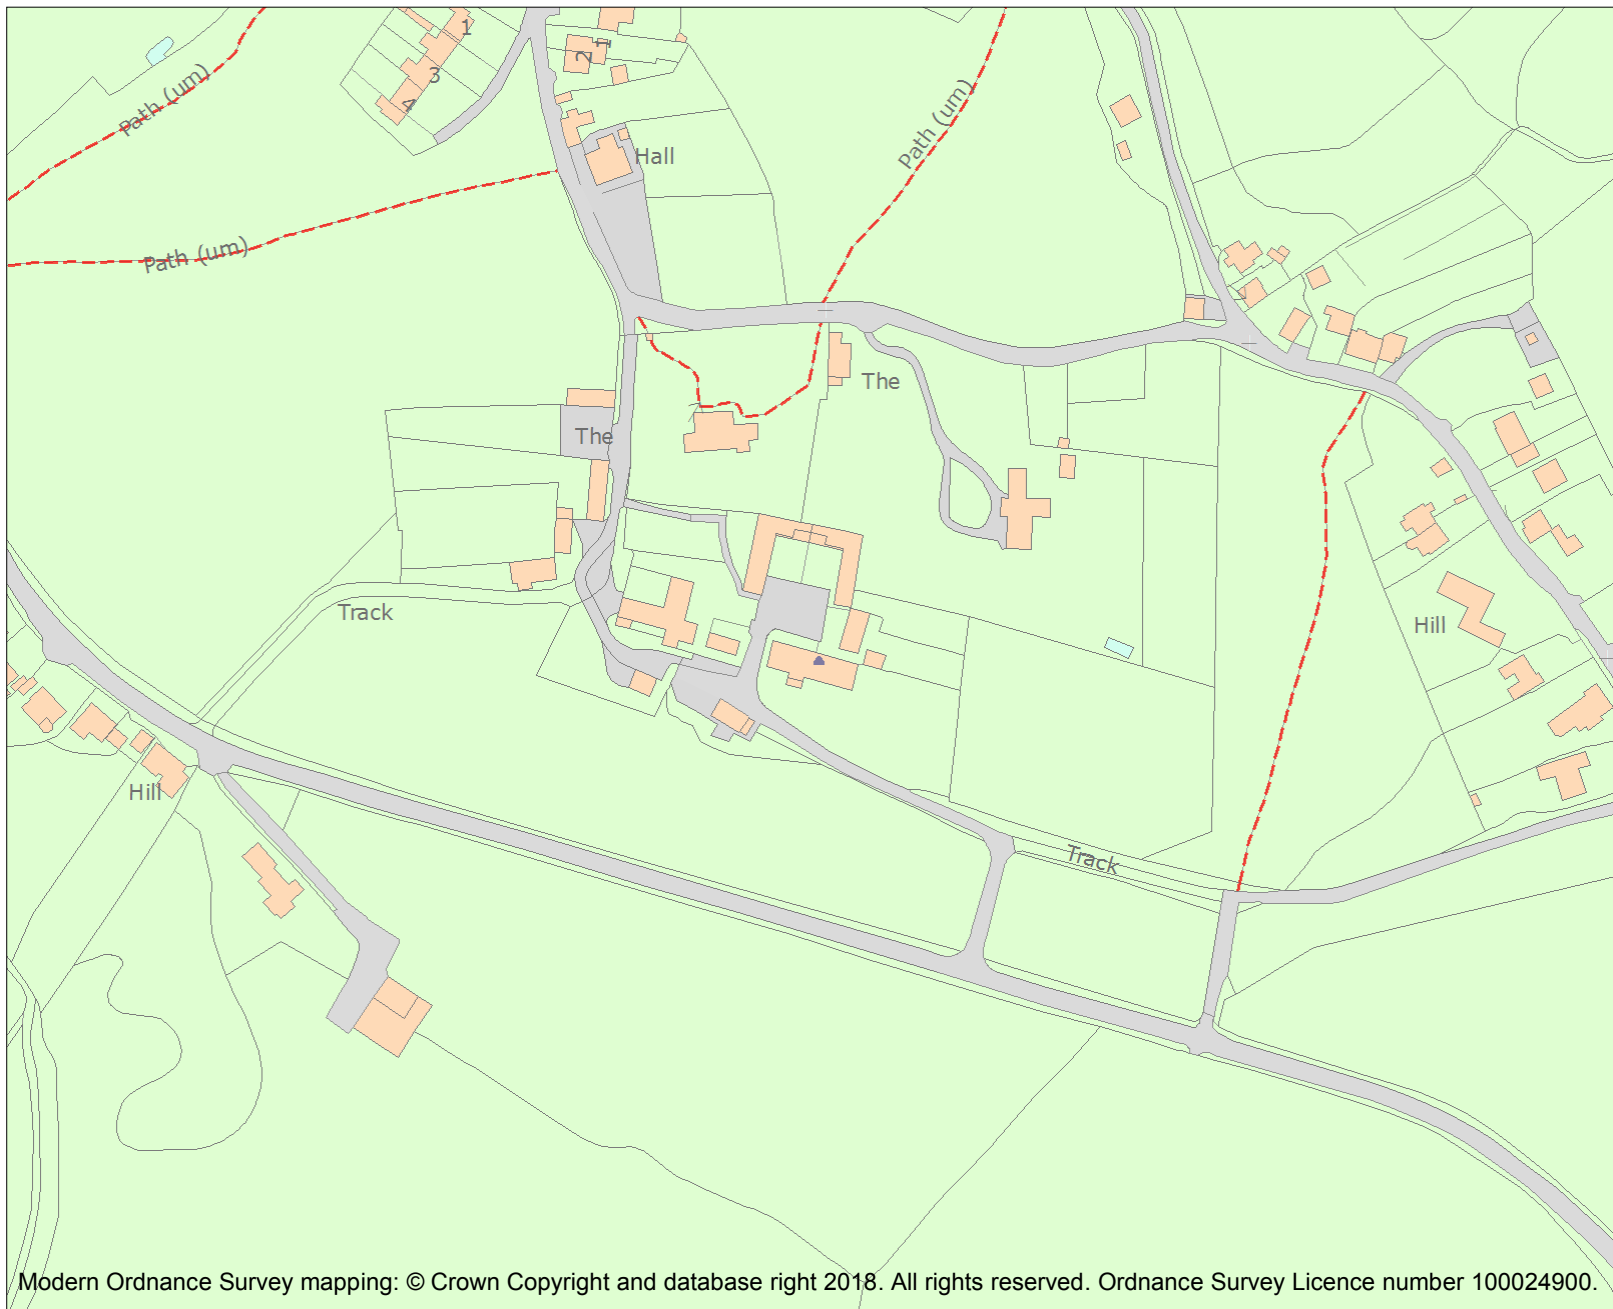 1
2
1
3
4
Path (um)
Path (um)
Hall
Path (um)
The
The
Track
Hill
Hill
Track
Modern Ordnance Survey mapping: © Crown Copyright and database right 2018. All rights reserved. Ordnance Survey Licence number 100024900.